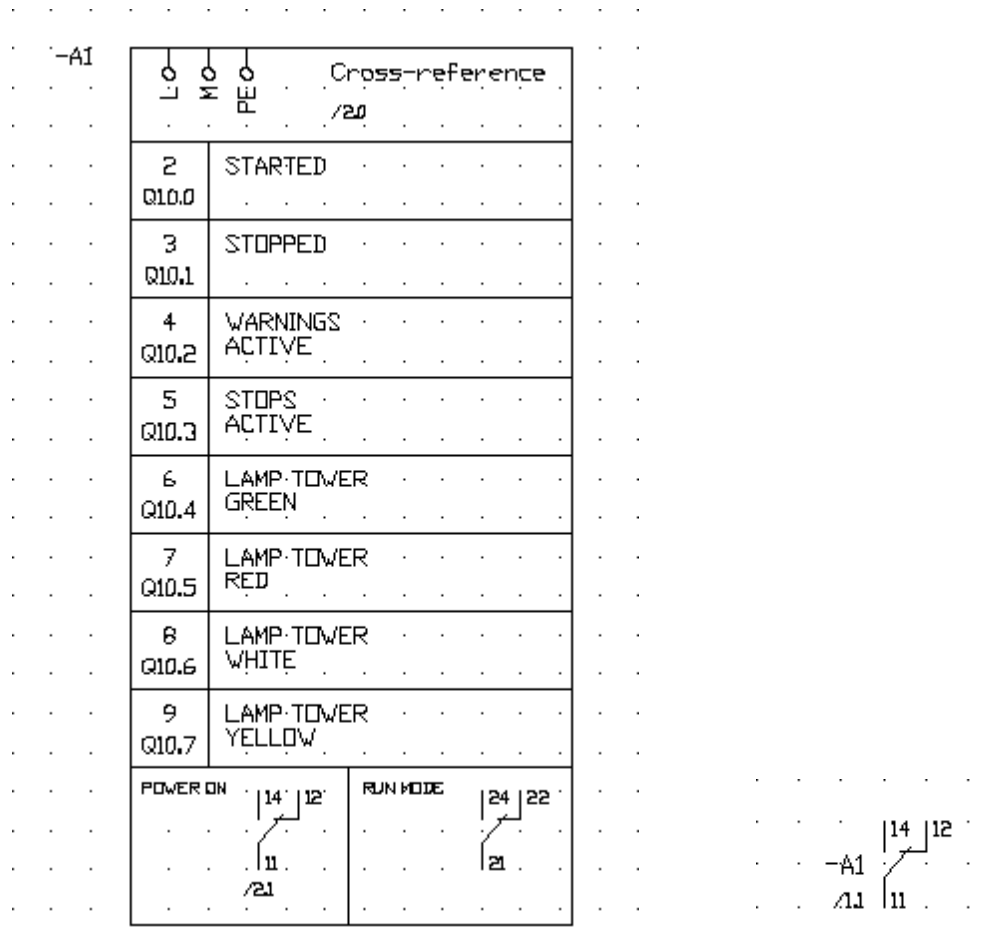 -A1
L M PE Cross-reference
/2.0
2 STARTED
Q10.0
3 STOPPED
Q10.1
4 WARNINGS
Q10.2 ACTIVE
5 STOPS
Q10.3 ACTIVE
6 LAMP TOWER
Q10.4 GREEN
7 LAMP TOWER
Q10.5 RED
8 LAMP TOWER
Q10.6 WHITE
9 LAMP TOWER
Q10.7 YELLOW
POWER ON 14 12
11
/2.1
RUN MODE 24 22
21
14 12
-A1
/1.1 11